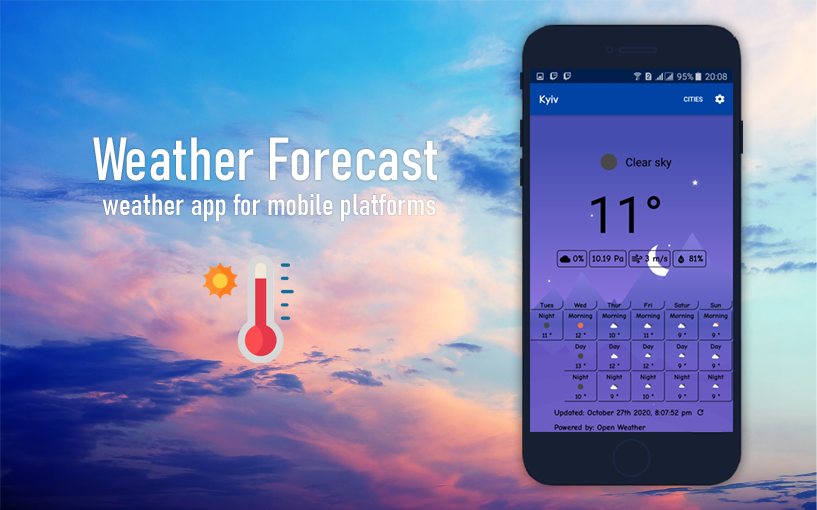 Weather Forecast
weather app for mobile platforms
95% 20:08
Kyiv CITIES
Clear sky
11°
0% 10.19 Pa 3 m/s 81%
Tues Wed Thur Fri Satur Sun
Night Morning Morning Morning Morning Morning
11 ° 12 ° 10 ° 11 ° 9 ° 9 °
Day Day Day Day Day
13 ° 12 ° 12 ° 9 ° 9 °
Night Night Night Night Night
10 ° 9 ° 10 ° 9 ° 9 °
Updated: October 27th 2020, 8:07:52 pm
Powered by: Open Weather